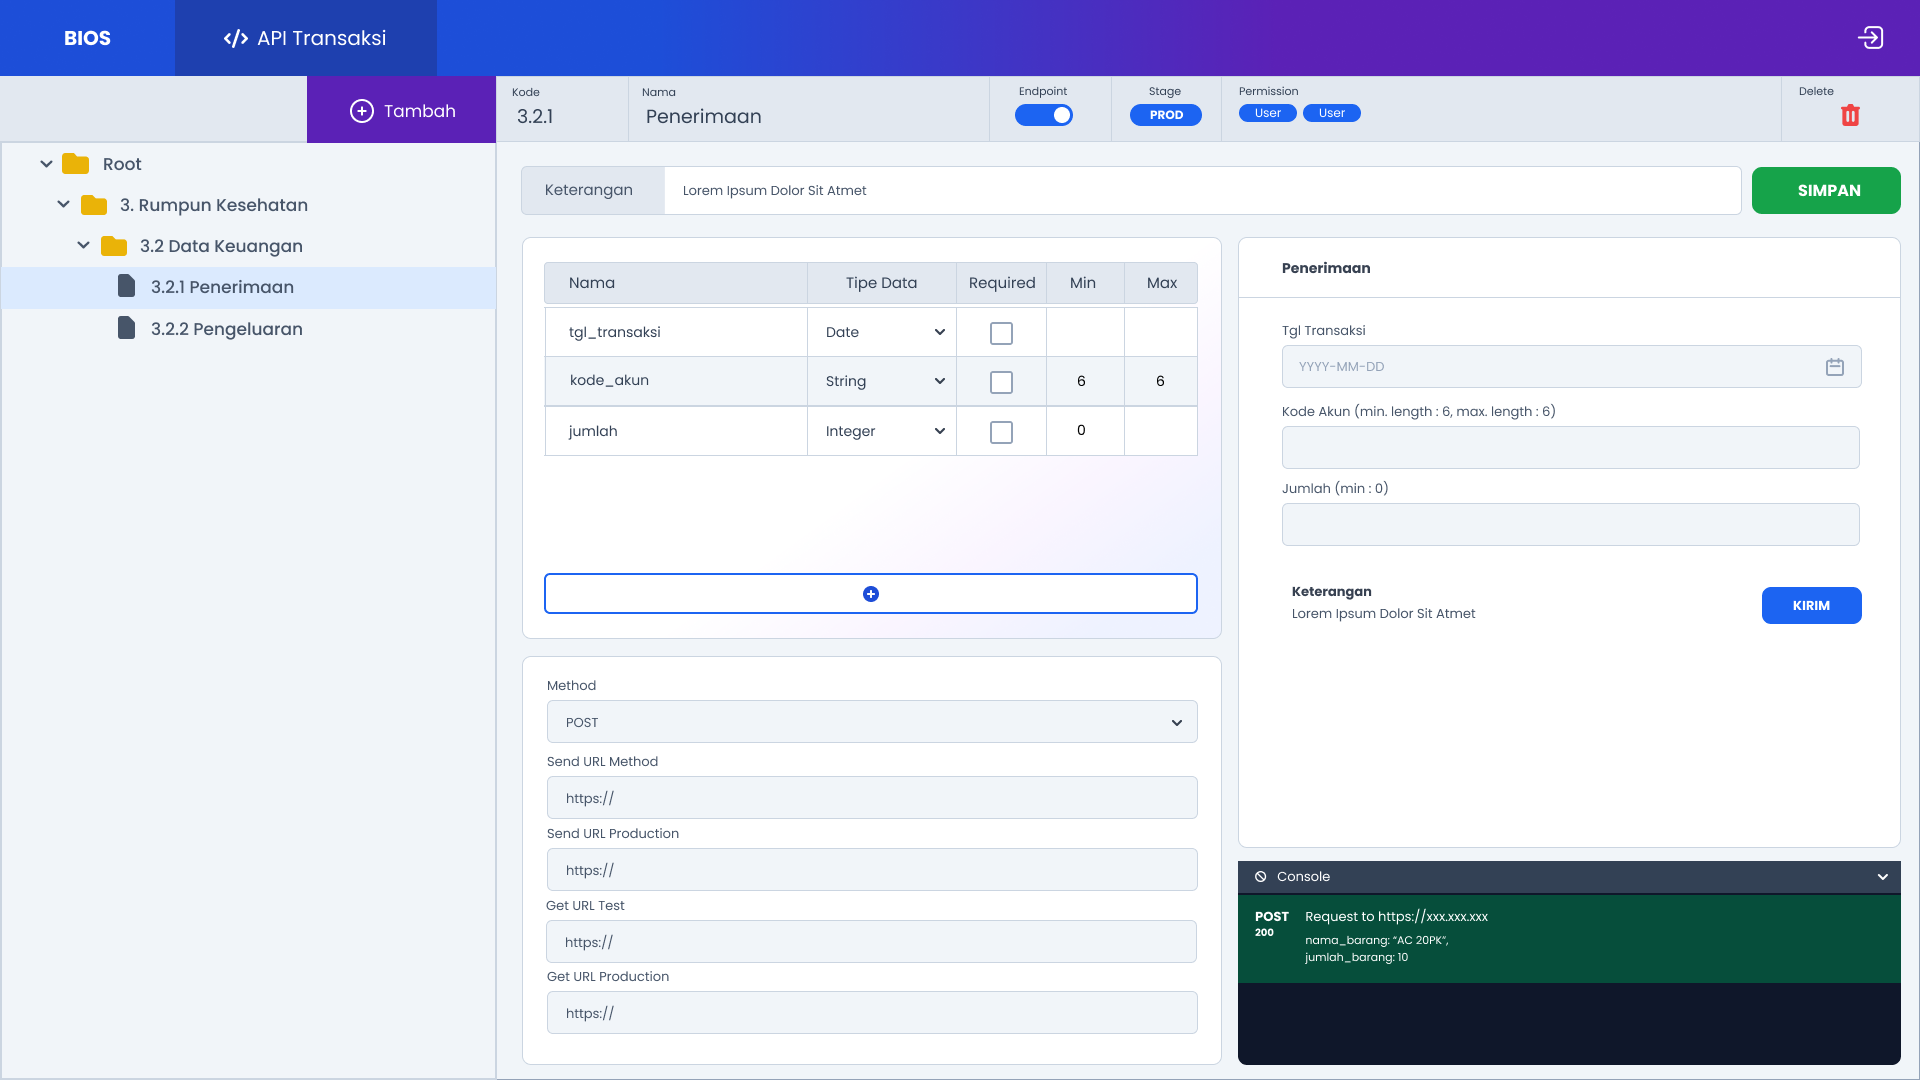 BIOS
</> API Transaksi
Tambah
Kode
3.2.1
Nama
Penerimaan
Endpoint
Stage
PROD
Permission
User User
Delete
Root
3. Rumpun Kesehatan
3.2 Data Keuangan
3.2.1 Penerimaan
3.2.2 Pengeluaran
Keterangan Lorem Ipsum Dolor Sit Atmet
SIMPAN
Nama Tipe Data Required Min Max
tgl_transaksi Date
kode_akun String 6 6
jumlah Integer 0
Method
POST
Send URL Method
https://
Send URL Production
https://
Get URL Test
https://
Get URL Production
https://
Penerimaan
Tgl Transaksi
YYYY-MM-DD
Kode Akun (min. length : 6, max. length : 6)
Jumlah (min : 0)
Keterangan
Lorem Ipsum Dolor Sit Atmet
KIRIM
Console
POST Request to https://xxx.xxx.xxx
200
nama_barang: “AC 20PK”,
jumlah_barang: 10